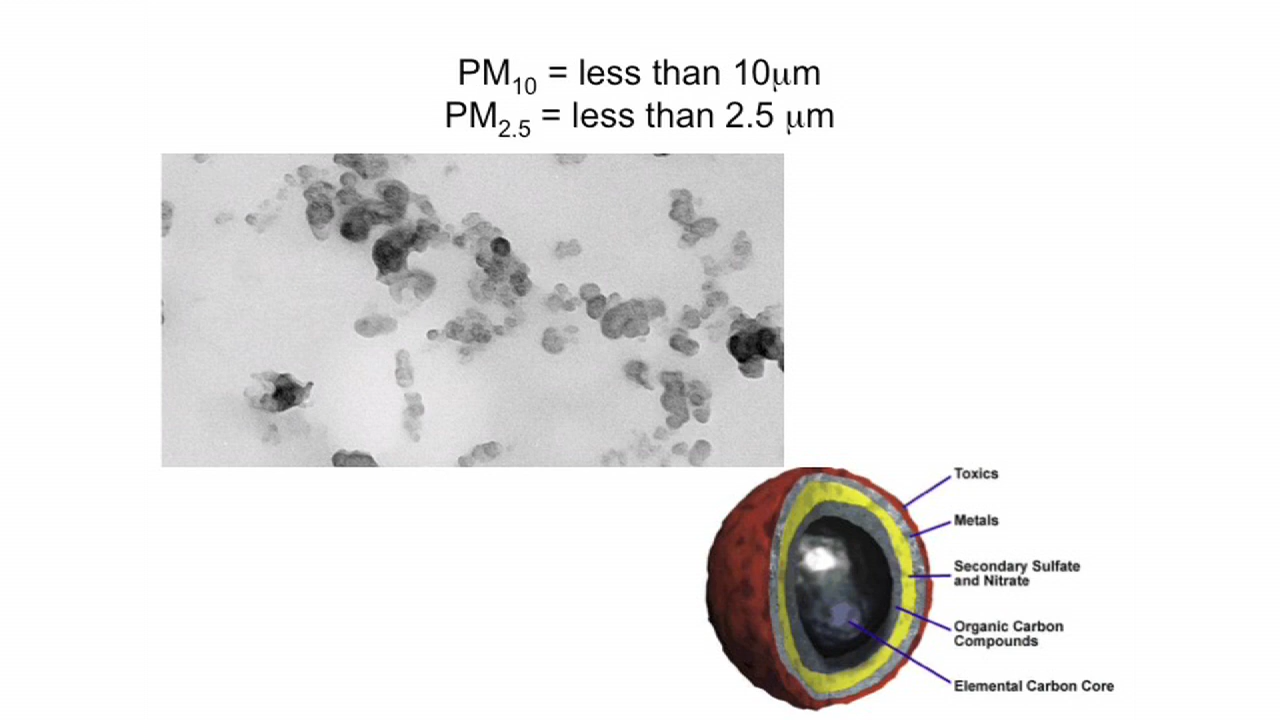 PM₁₀ = less than 10μm
PM₂.₅ = less than 2.5 μm
Toxics
Metals
Secondary Sulfate
and Nitrate
Organic Carbon
Compounds
Elemental Carbon Core